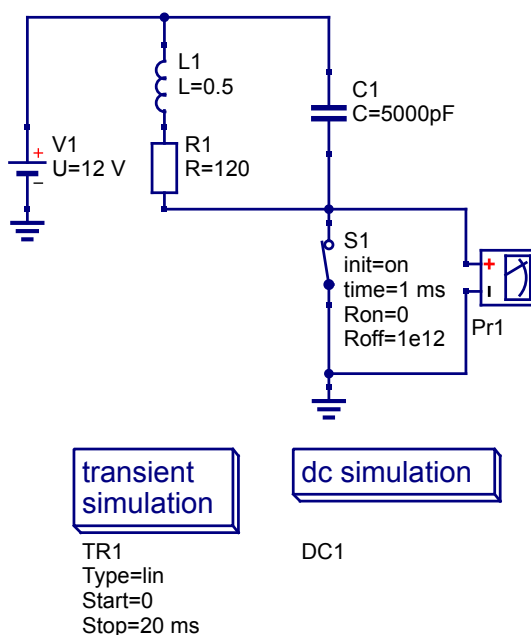 L1
L=0.5
C1
C=5000pF
V1
U=12 V
R1
R=120
S1
init=on
time=1 ms
Ron=0
Roff=1e12
Pr1
transient
simulation
dc simulation
TR1
Type=lin
Start=0
Stop=20 ms
DC1